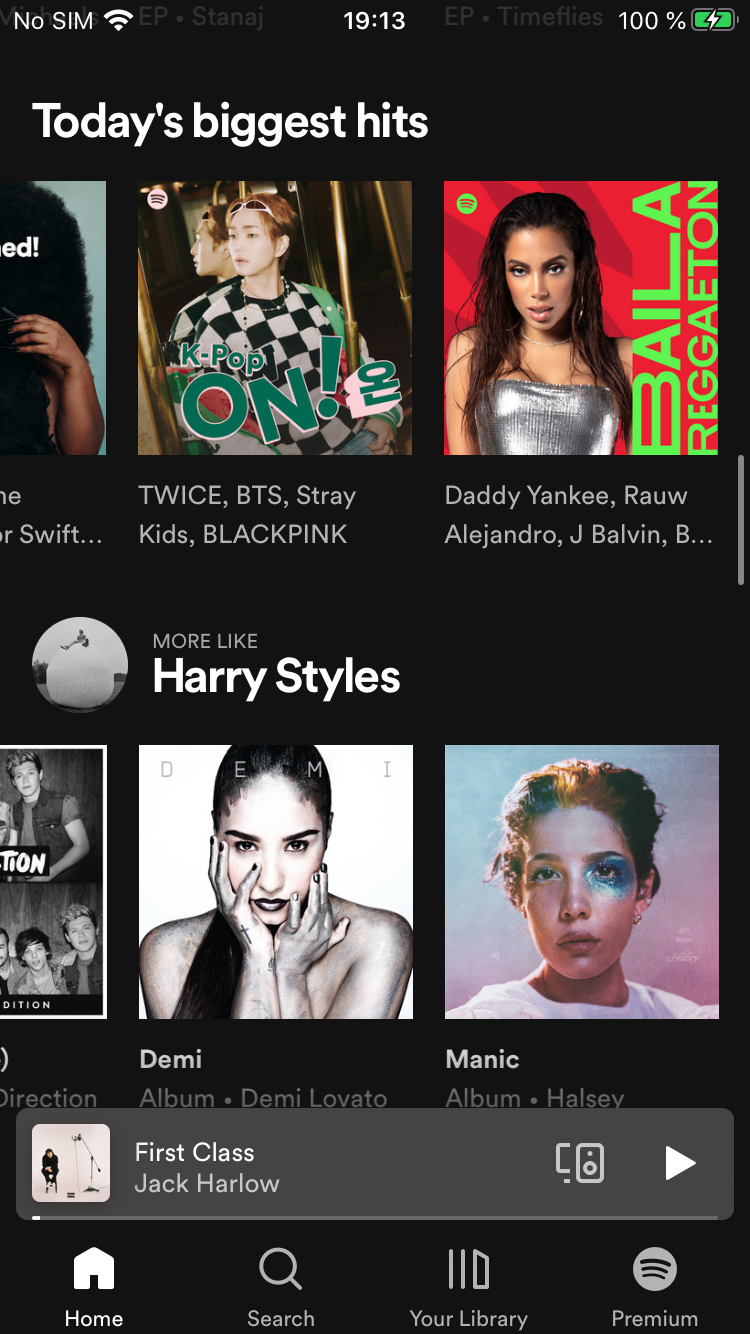 No SIM
19:13
100 %
EP • Stanaj
EP • Timeflies
Today's biggest hits
ned!
K-Pop
ON!
온
BAILA
REGGAETON
ne
or Swift...
TWICE, BTS, Stray
Kids, BLACKPINK
Daddy Yankee, Rauw
Alejandro, J Balvin, B...
MORE LIKE
Harry Styles
TION
DITION
D E M I
Halsey
)
Direction
Demi
Album • Demi Lovato
Manic
Album • Halsey
First Class
Jack Harlow
Home
Search
Your Library
Premium